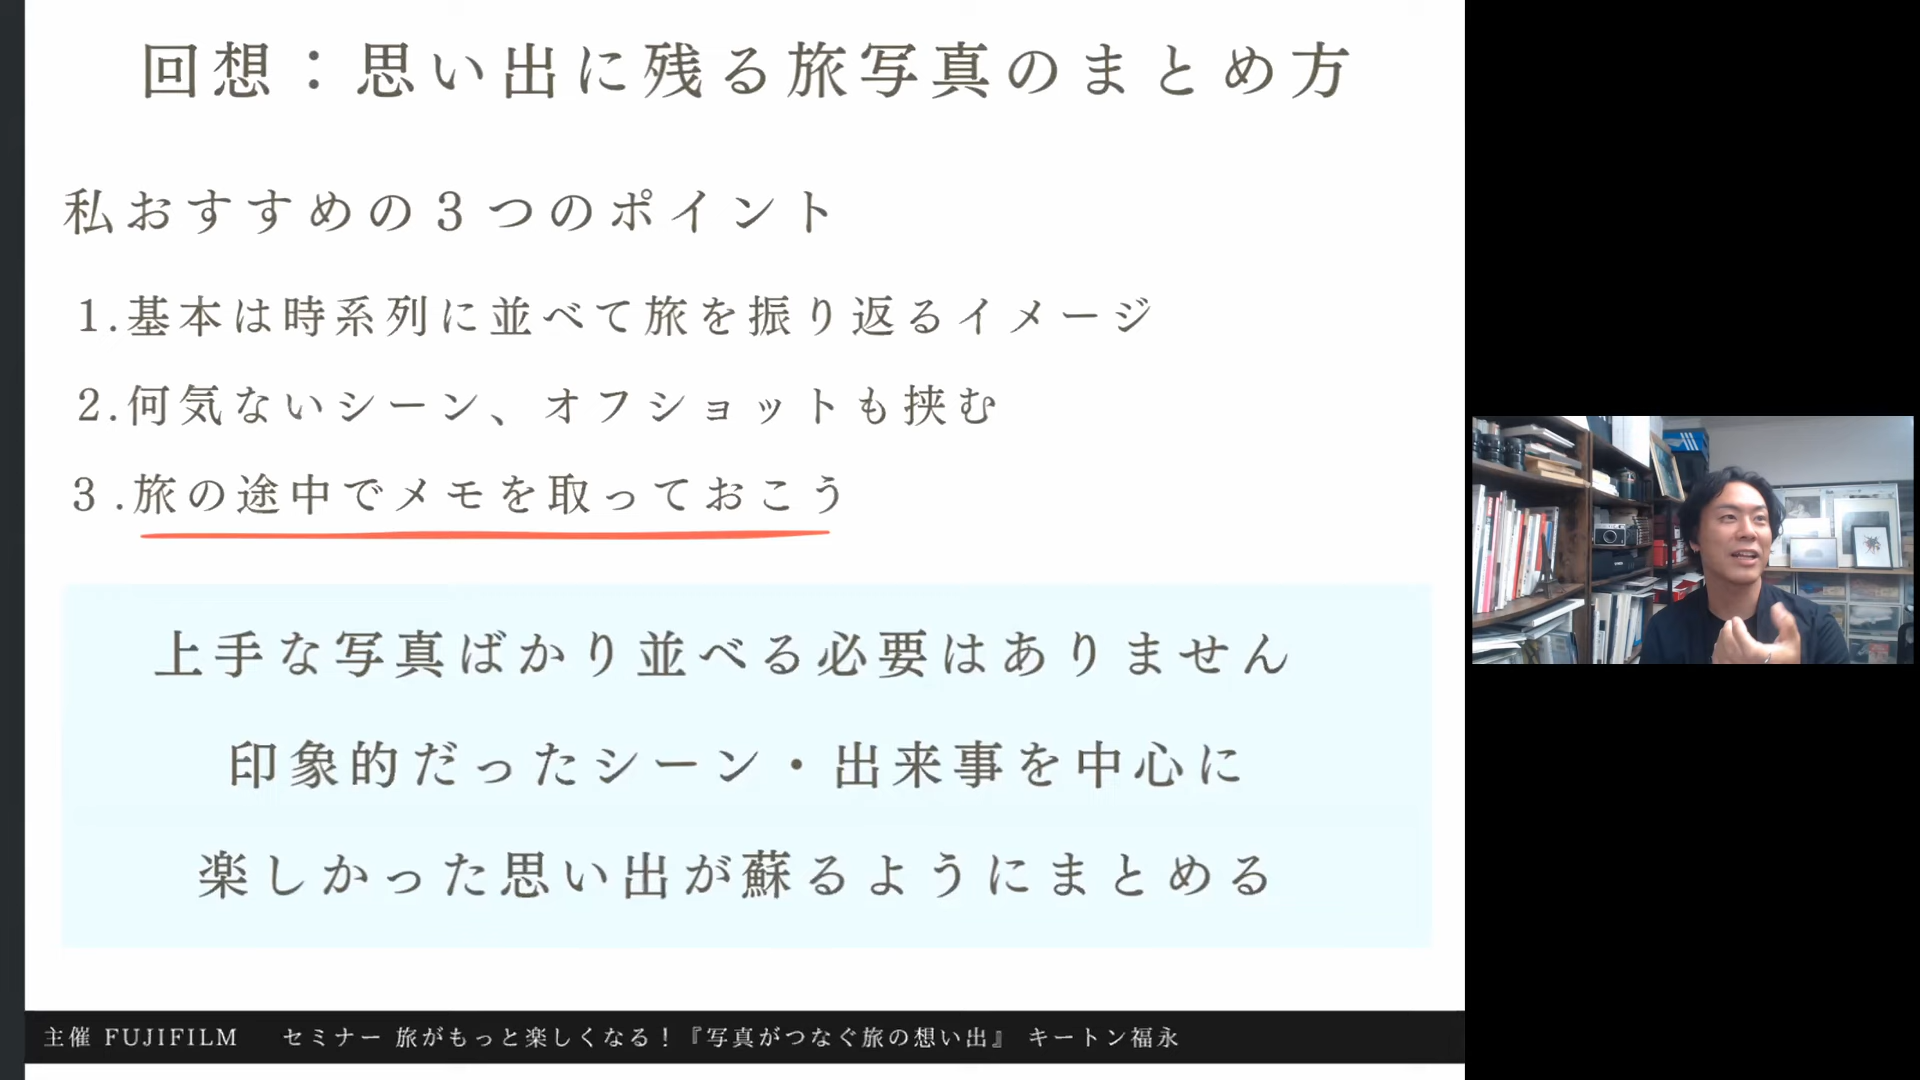 回想：思い出に残る旅写真のまとめ方
私おすすめの３つのポイント
1.基本は時系列に並べて旅を振り返るイメージ
2.何気ないシーン、オフショットも挟む
３.旅の途中でメモを取っておこう
上手な写真ばかり並べる必要はありません
印象的だったシーン・出来事を中心に
楽しかった思い出が蘇るようにまとめる
主催 FUJIFILM　セミナー 旅がもっと楽しくなる！『写真がつなぐ旅の想い出』 キートン福永